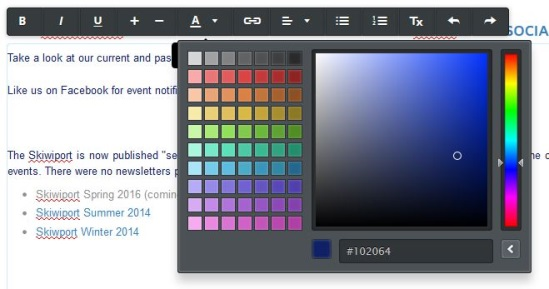 B U + - A Tx
SOCIA
Take a look at our current and pas
Like us on Facebook for event notifi
The Skiwiport is now published "se
events. There were no newsletters p
Skiwiport Spring 2016 (comin
Skiwiport Summer 2014
Skiwiport Winter 2014
#102064